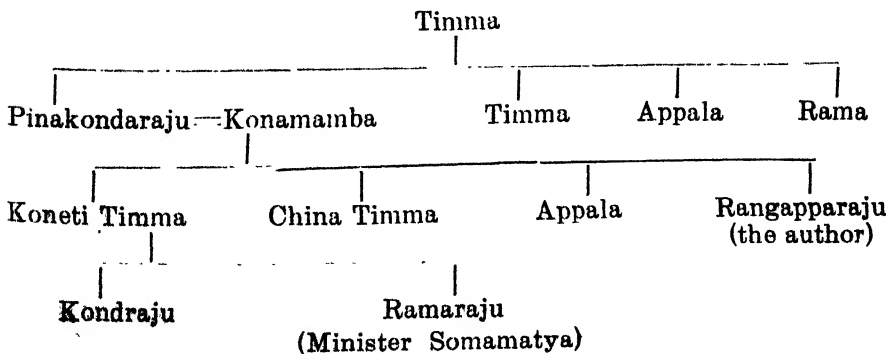 Timma
Pinakondaraju=Konamamba Timma Appala Rama
Koneti Timma China Timma Appala Rangapparaju
(the author)
Kondraju Ramaraju
(Minister Somamatya)